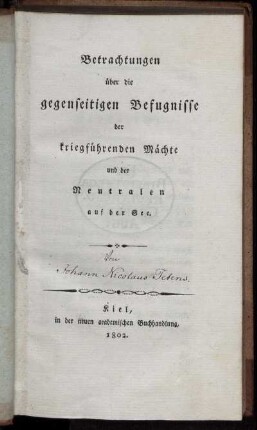 Betrachtungen
über die
gegenseitigen Befugnisse
der
kriegführenden Mächte
und der
Neutralen
auf der See.
Von
Johann Nicolaus Tetens.
Kiel,
in der neuen academischen Buchhandlung.
1802.